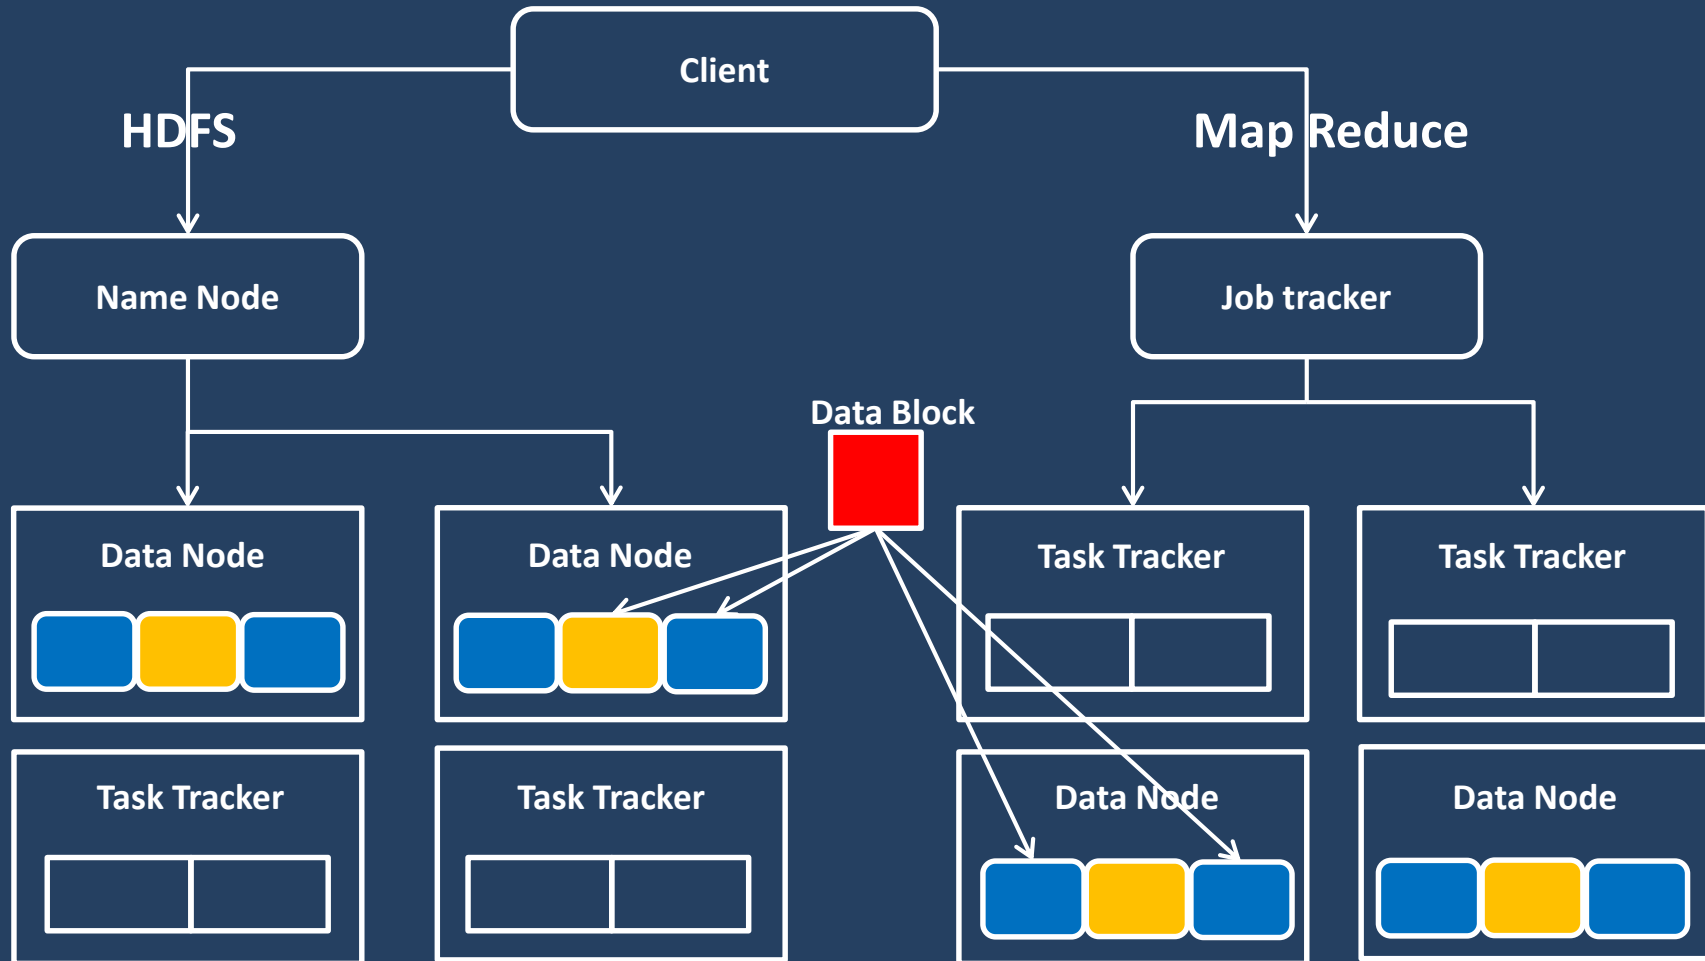 Client
HDFS
Map Reduce
Name Node
Job tracker
Data Block
Data Node
Data Node
Task Tracker
Task Tracker
Task Tracker
Task Tracker
Data Node
Data Node